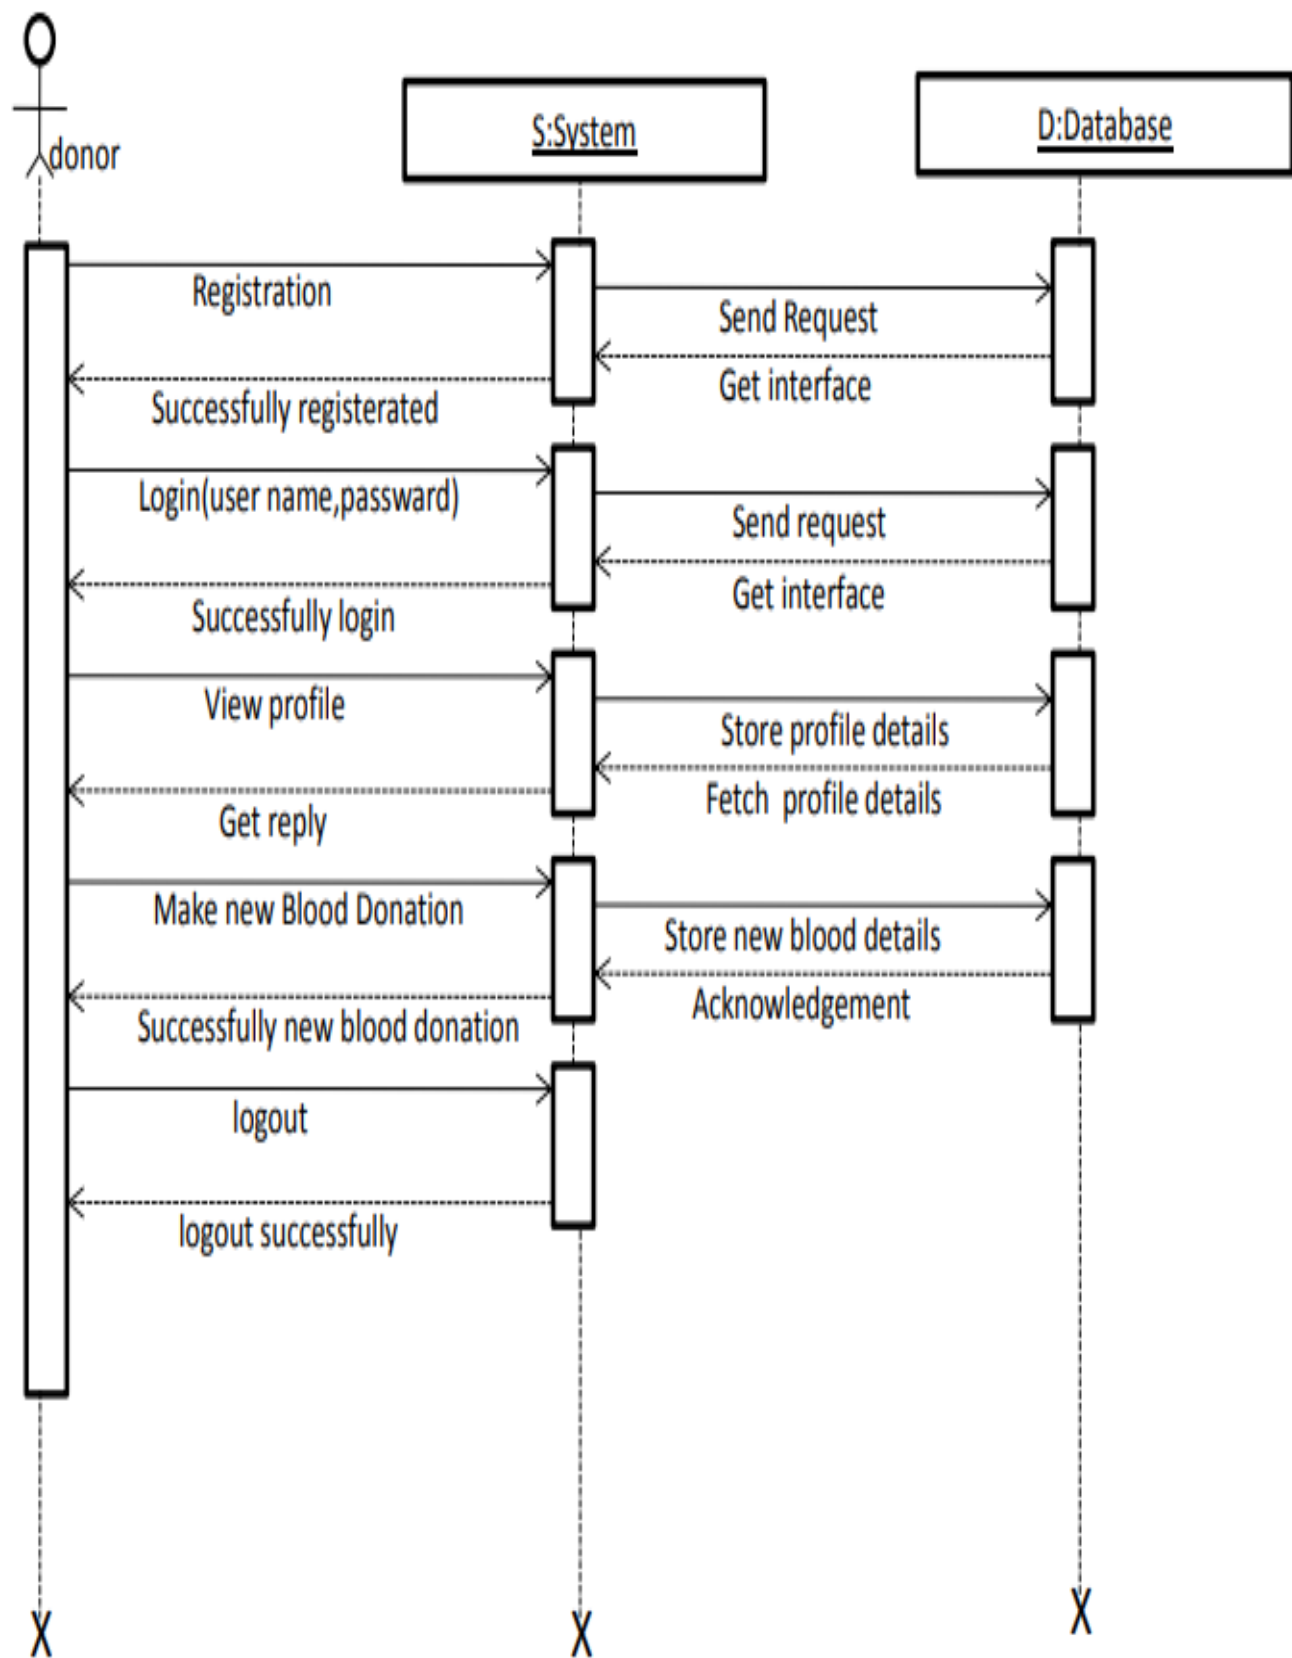 donor
S:System
D:Database
Registration
Send Request
Get interface
Successfully registerated
Login(user name,passward)
Send request
Get interface
Successfully login
View profile
Store profile details
Fetch profile details
Get reply
Make new Blood Donation
Store new blood details
Acknowledgement
Successfully new blood donation
logout
logout successfully
X
X
X